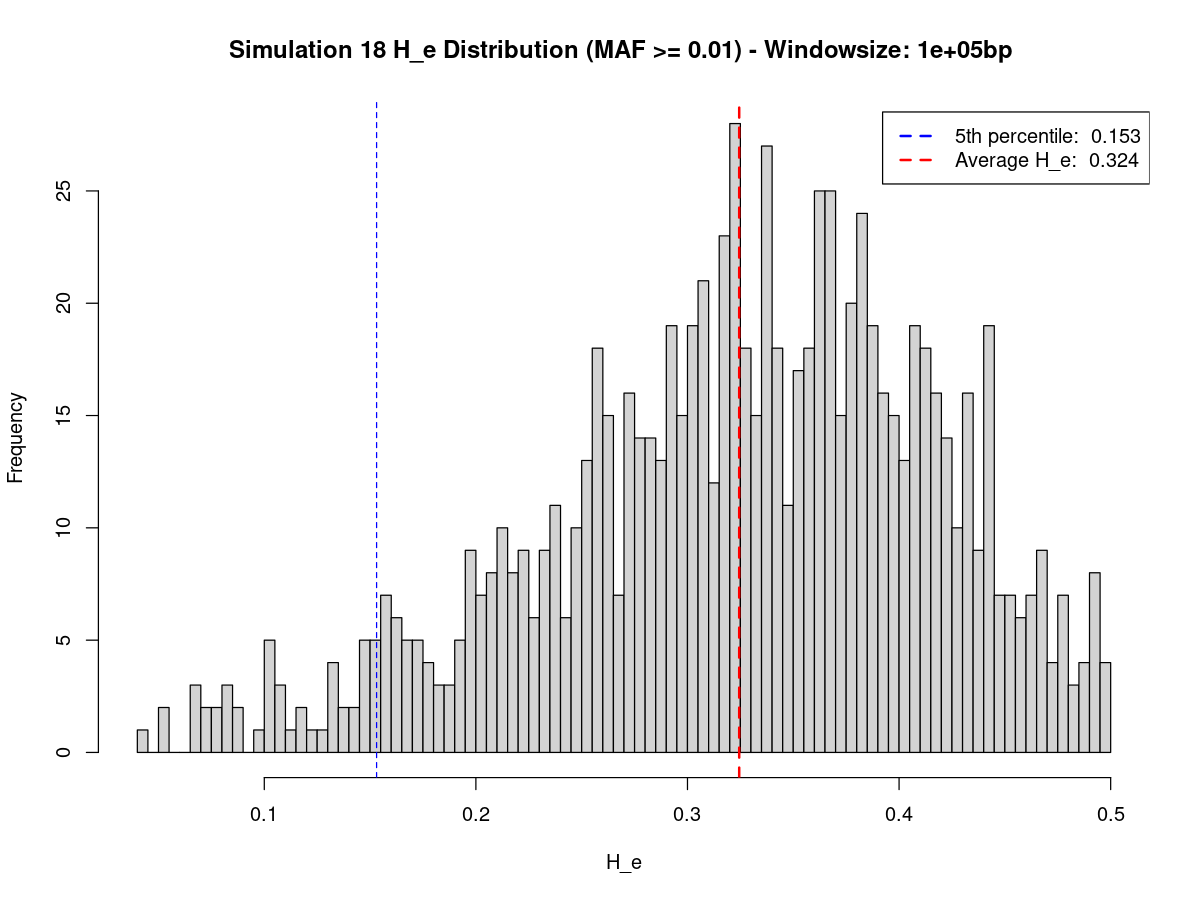 Simulation 18 H_e Distribution (MAF >= 0.01) - Windowsize: 1e+05bp
5th percentile: 0.153
Average H_e: 0.324
Frequency
25
20
15
10
5
0
0.1 0.2 0.3 0.4 0.5
H_e